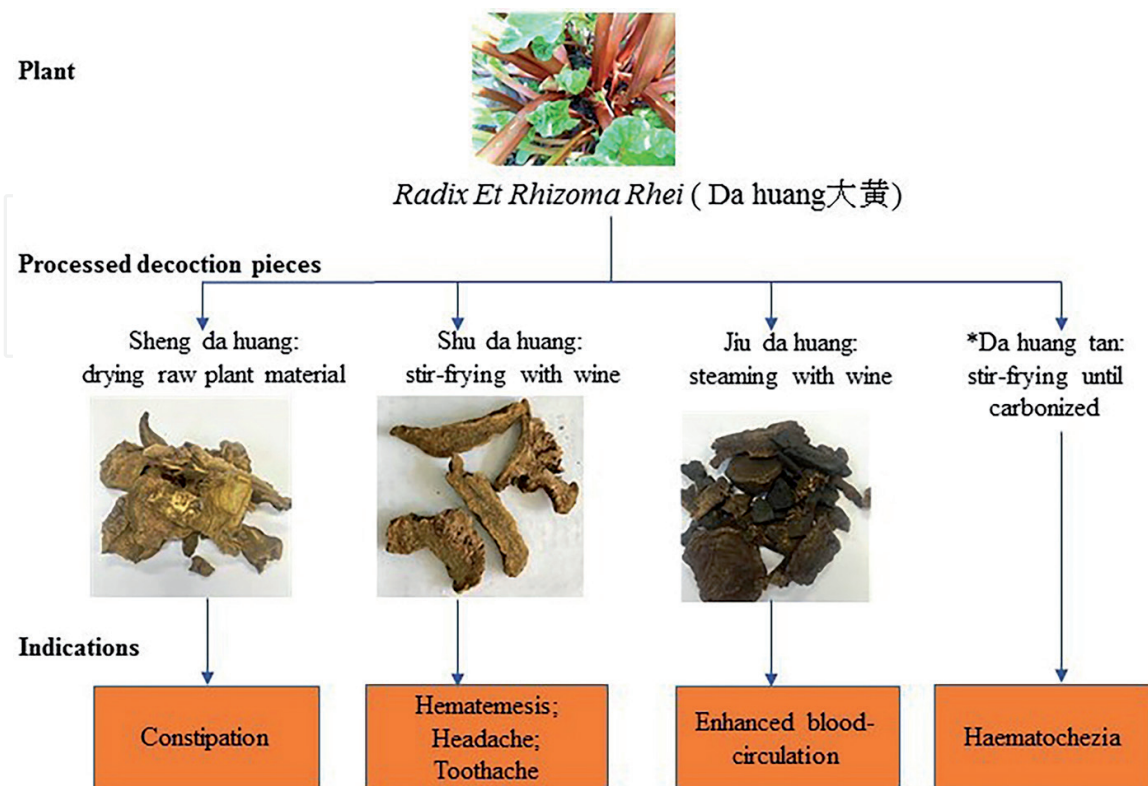 Plant
Radix Et Rhizoma Rhei ( Da huang大黄)
Processed decoction pieces
Sheng da huang:
drying raw plant material
Shu da huang:
stir-frying with wine
Jiu da huang:
steaming with wine
*Da huang tan:
stir-frying until
carbonized
Indications
Constipation
Hematemesis;
Headache;
Toothache
Enhanced blood-
circulation
Haematochezia